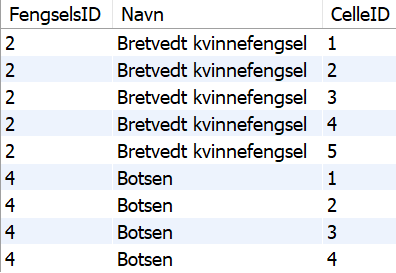 FengselsID Navn CelleID
2 Bretvedt kvinnefengsel 1
2 Bretvedt kvinnefengsel 2
2 Bretvedt kvinnefengsel 3
2 Bretvedt kvinnefengsel 4
2 Bretvedt kvinnefengsel 5
4 Botsen 1
4 Botsen 2
4 Botsen 3
4 Botsen 4